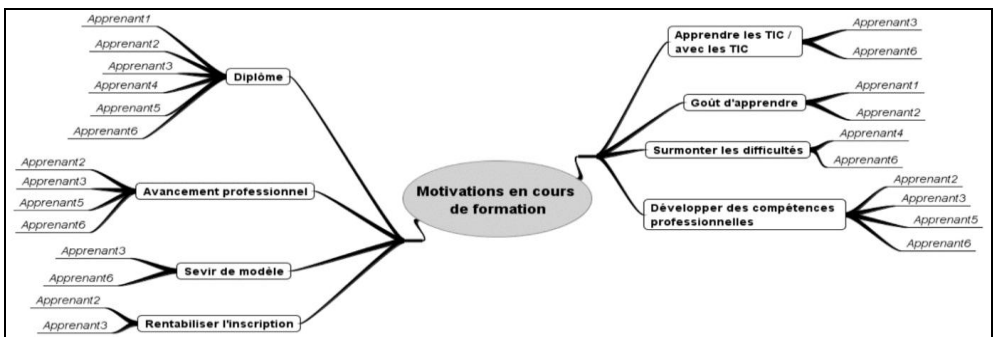 Apprenant1
Apprenant2
Apprenant3
Apprenant4
Apprenant5
Apprenant6
Diplôme
Apprenant2
Apprenant3
Apprenant5
Apprenant6
Avancement professionnel
Apprenant3
Apprenant6
Sevir de modèle
Apprenant2
Apprenant3
Rentabiliser l'inscription
Motivations en cours
de formation
Apprendre les TIC /
avec les TIC
Apprenant3
Apprenant6
Goût d'apprendre
Apprenant1
Apprenant2
Surmonter les difficultés
Apprenant4
Apprenant6
Développer des compétences
professionnelles
Apprenant2
Apprenant3
Apprenant5
Apprenant6